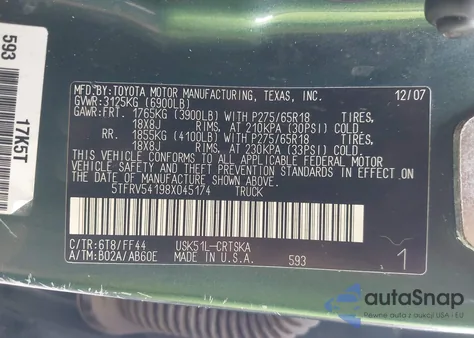 593
17K5T
MFD.BY:TOYOTA MOTOR MANUFACTURING, TEXAS, INC. 12/07
GVWR:3125KG (6900LB)
GAWR:FRT. 1765KG (3900LB) WITH P275/65R18 TIRES,
18X8J RIMS, AT 210KPA (30PSI) COLD.
RR. 1855KG (4100LB) WITH P275/65R18 TIRES,
18X8J RIMS, AT 230KPA (33PSI) COLD.
THIS VEHICLE CONFORMS TO ALL APPLICABLE FEDERAL MOTOR
VEHICLE SAFETY AND THEFT PREVENTION STANDARDS IN EFFECT
ON THE DATE OF MANUFACTURE SHOWN ABOVE.
5TFRV54198X045174 TRUCK
C/TR:6T8/FF44 USK51L-CRTSKA
A/TM:B02A/AB60E MADE IN U.S.A. 593 1
autoSnap
Pewne auto z USA i EU